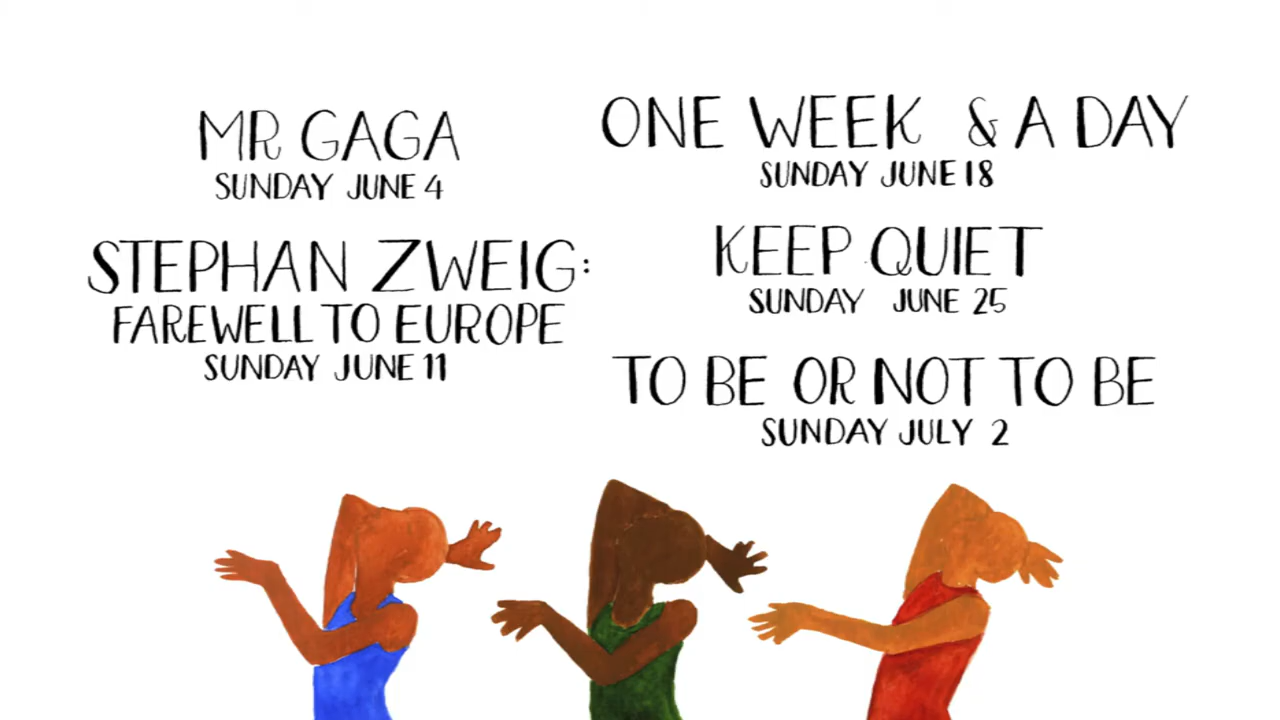 MR GAGA
SUNDAY JUNE 4
STEPHAN ZWEIG:
FAREWELL TO EUROPE
SUNDAY JUNE 11
ONE WEEK & A DAY
SUNDAY JUNE 18
KEEP QUIET
SUNDAY JUNE 25
TO BE OR NOT TO BE
SUNDAY JULY 2